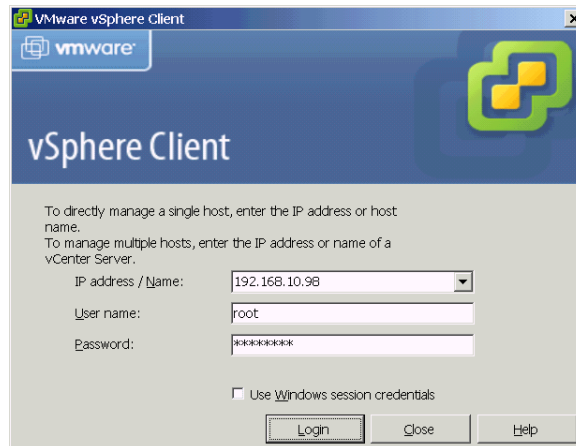 VMware vSphere Client
vmware
vSphere Client
To directly manage a single host, enter the IP address or host
name.
To manage multiple hosts, enter the IP address or name of a
vCenter Server.
IP address / Name: 192.168.10.98
User name: root
Password: ********
Use Windows session credentials
Login Close Help